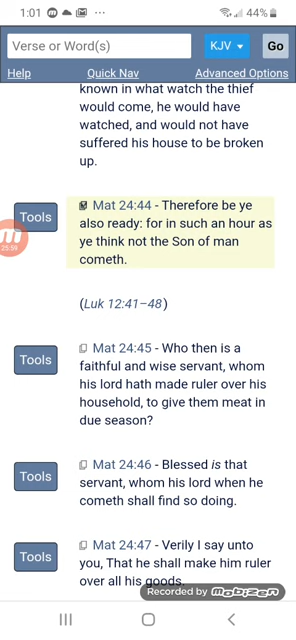 1:01 44%
Verse or Word(s) KJV Go
Help Quick Nav Advanced Options
known in what watch the thief
would come, he would have
watched, and would not have
suffered his house to be broken
up.
Tools Mat 24:44 - Therefore be ye
also ready: for in such an hour as
ye think not the Son of man
cometh.
25:59
(Luk 12:41–48)
Tools Mat 24:45 - Who then is a
faithful and wise servant, whom
his lord hath made ruler over his
household, to give them meat in
due season?
Tools Mat 24:46 - Blessed is that
servant, whom his lord when he
cometh shall find so doing.
Tools Mat 24:47 - Verily I say unto
you, That he shall make him ruler
over all his goods.
Recorded by mobizen